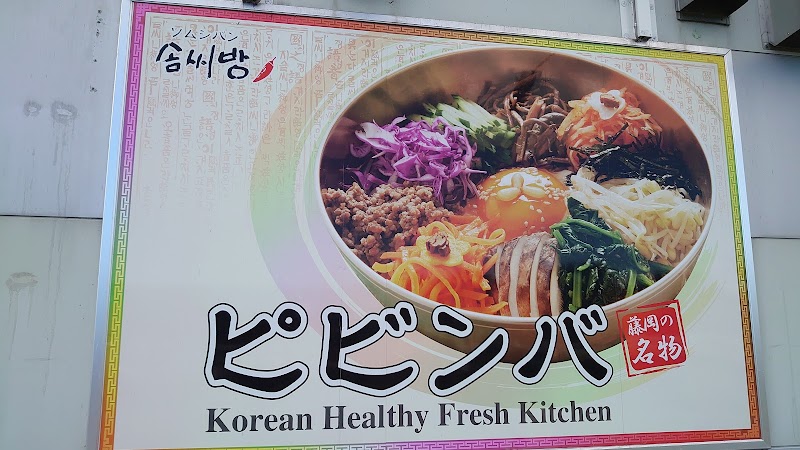 ソムシバン
솜씨방
ピビンバ
藤岡の
名物
Korean Healthy Fresh Kitchen